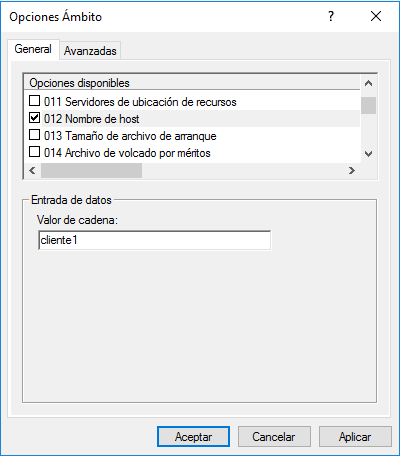 Opciones Ámbito
General
Avanzadas
Opciones disponibles
011 Servidores de ubicación de recursos
012 Nombre de host
013 Tamaño de archivo de arranque
014 Archivo de volcado por méritos
Entrada de datos
Valor de cadena:
cliente1
Aceptar
Cancelar
Aplicar